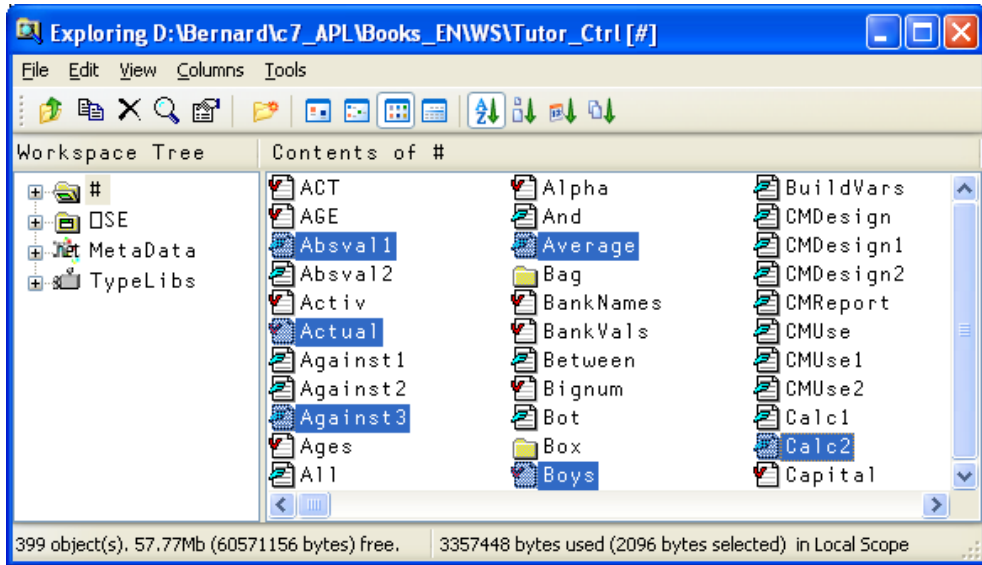 Exploring D:\Bernard\c7_APL\Books_EN\WS\Tutor_Ctrl [#]
File Edit View Columns Tools
Workspace Tree
Contents of #
#
⎕SE
MetaData
TypeLibs
ACT
AGE
Absval1
Absval2
Activ
Actual
Against1
Against2
Against3
Ages
All
Alpha
And
Average
Bag
BankNames
BankVals
Between
Bignum
Bot
Box
Boys
BuildVars
CMDesign
CMDesign1
CMDesign2
CMReport
CMUse
CMUse1
CMUse2
Calc1
Calc2
Capital
399 object(s). 57.77Mb (60571156 bytes) free.
3357448 bytes used (2096 bytes selected) in Local Scope